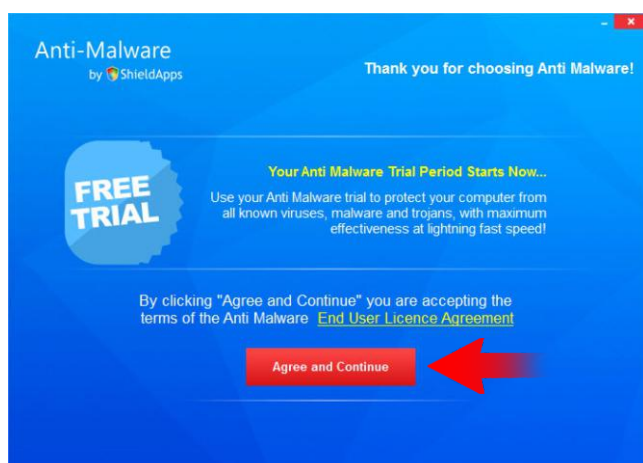 Anti-Malware
by ShieldApps
Thank you for choosing Anti Malware!
FREE
TRIAL
Your Anti Malware Trial Period Starts Now...
Use your Anti Malware trial to protect your computer from
all known viruses, malware and trojans, with maximum
effectiveness at lightning fast speed!
By clicking "Agree and Continue" you are accepting the
terms of the Anti Malware End User Licence Agreement
Agree and Continue